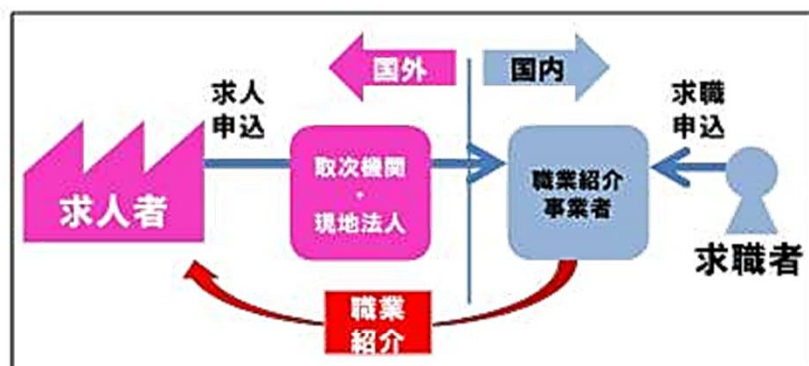 国外
国内
求人
申込
求職
申込
求人者
取次機関
・
現地法人
職業紹介
事業者
求職者
職業
紹介